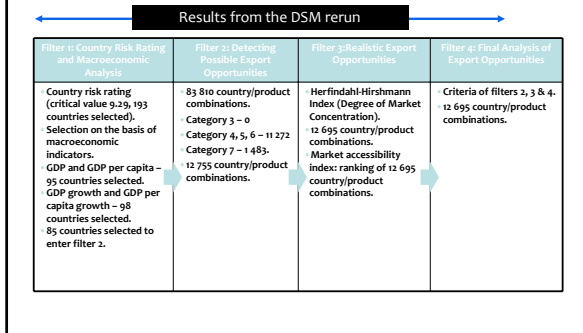 Results from the DSM rerun
Filter 1: Country Risk Rating
and Macroeconomic
Analysis
Country risk rating
(critical value 9.29, 193
countries selected).
Selection on the basis of
macroeconomic
indicators.
GDP and GDP per capita –
95 countries selected.
GDP growth and GDP per
capita growth – 98
countries selected.
85 countries selected to
enter filter 2.
Filter 2: Detecting
Possible Export
Opportunities
83 810 country/product
combinations.
Category 3 – 0
Category 4, 5, 6 – 11 272
Category 7 – 1 483.
12 755 country/product
combinations.
Filter 3:Realistic Export
Opportunities
Herfindahl-Hirshmann
Index (Degree of Market
Concentration).
12 695 country/product
combinations.
Market accessibility
index: ranking of 12 695
country/product
combinations.
Filter 4: Final Analysis of
Export Opportunities
Criteria of filters 2, 3 & 4.
12 695 country/product
combinations.